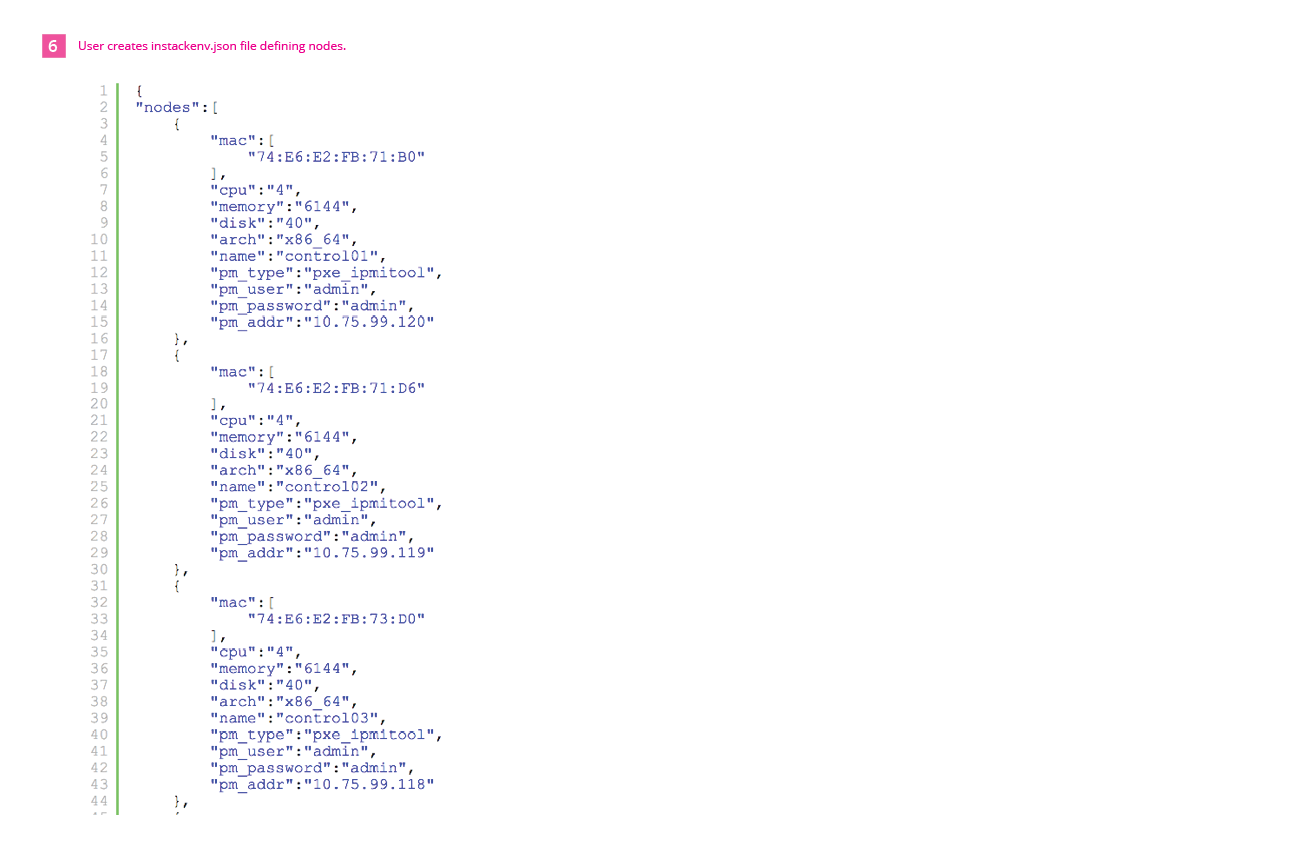 6 User creates instackenv.json file defining nodes.
1 {
2 "nodes":[
3 {
4 "mac":[
5 "74:E6:E2:FB:71:B0"
6 ],
7 "cpu":"4",
8 "memory":"6144",
9 "disk":"40",
10 "arch":"x86_64",
11 "name":"control01",
12 "pm_type":"pxe_ipmitool",
13 "pm_user":"admin",
14 "pm_password":"admin",
15 "pm_addr":"10.75.99.120"
16 },
17 {
18 "mac":[
19 "74:E6:E2:FB:71:D6"
20 ],
21 "cpu":"4",
22 "memory":"6144",
23 "disk":"40",
24 "arch":"x86_64",
25 "name":"control02",
26 "pm_type":"pxe_ipmitool",
27 "pm_user":"admin",
28 "pm_password":"admin",
29 "pm_addr":"10.75.99.119"
30 },
31 {
32 "mac":[
33 "74:E6:E2:FB:73:D0"
34 ],
35 "cpu":"4",
36 "memory":"6144",
37 "disk":"40",
38 "arch":"x86_64",
39 "name":"control03",
40 "pm_type":"pxe_ipmitool",
41 "pm_user":"admin",
42 "pm_password":"admin",
43 "pm_addr":"10.75.99.118"
44 },